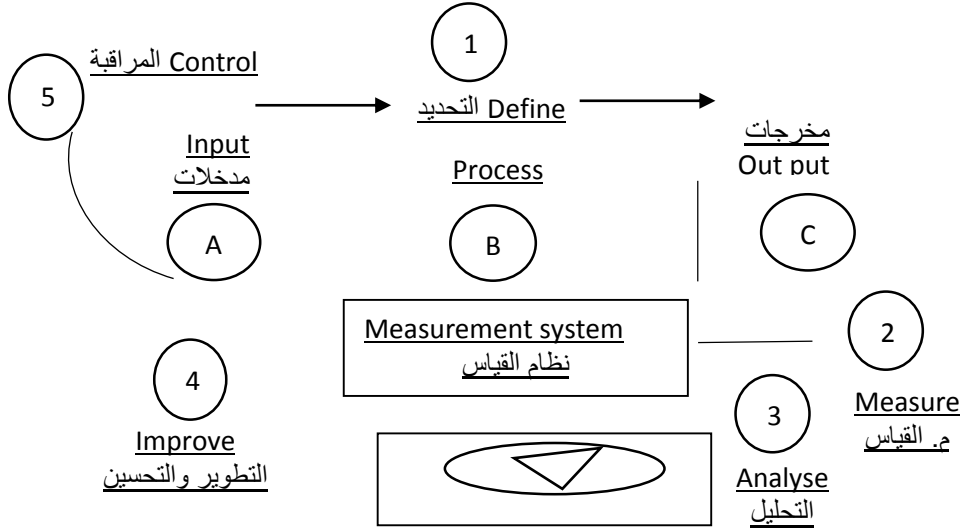 1
5
Control المراقبة
Define التحديد
Input
مدخلات
Process
مخرجات
Out put
A
B
C
Measurement system
نظام القياس
2
4
3
Measure
م. القياس
Improve
التطوير والتحسين
Analyse
التحليل